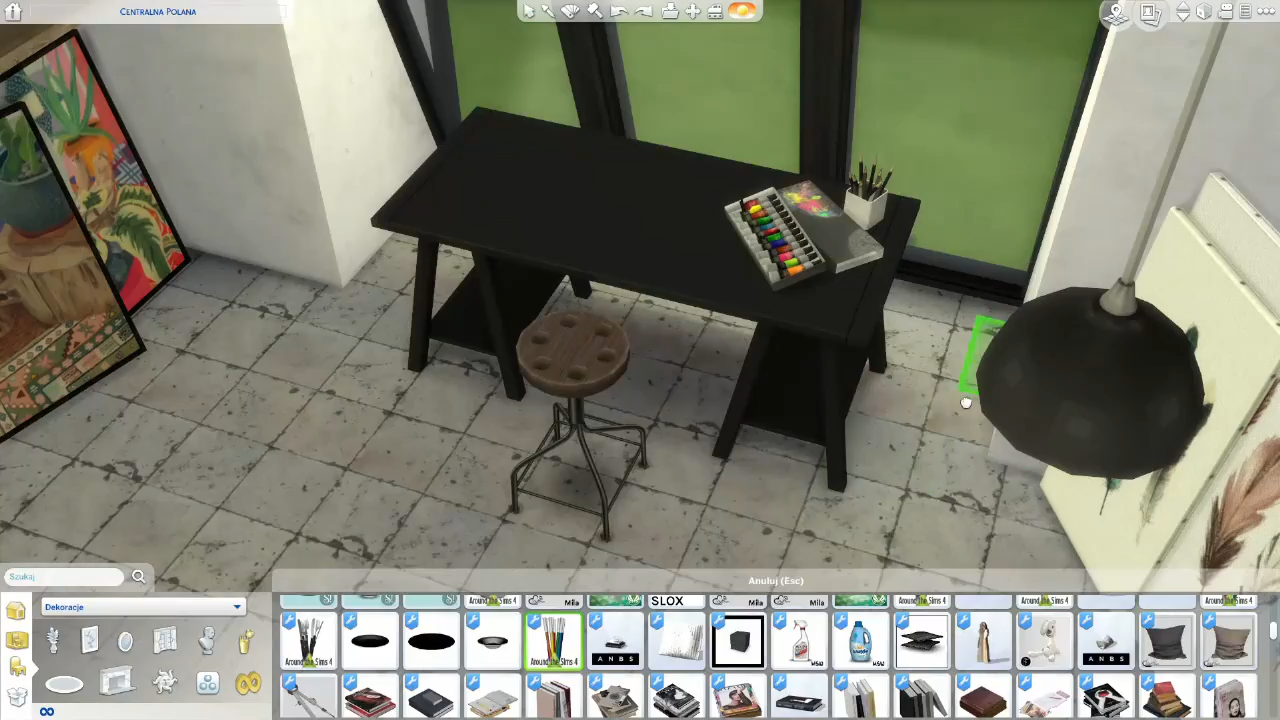 CENTRALNA POLANA
Anuluj (Esc)
Szukaj
Dekoracje
Around the Sims 4
Mila
SLOX
Mila
Mila
Around the Sims 4
Around the Sims 4
Around the Sims 4
Around the Sims 4
Around the Sims 4
ANBS
ANBS